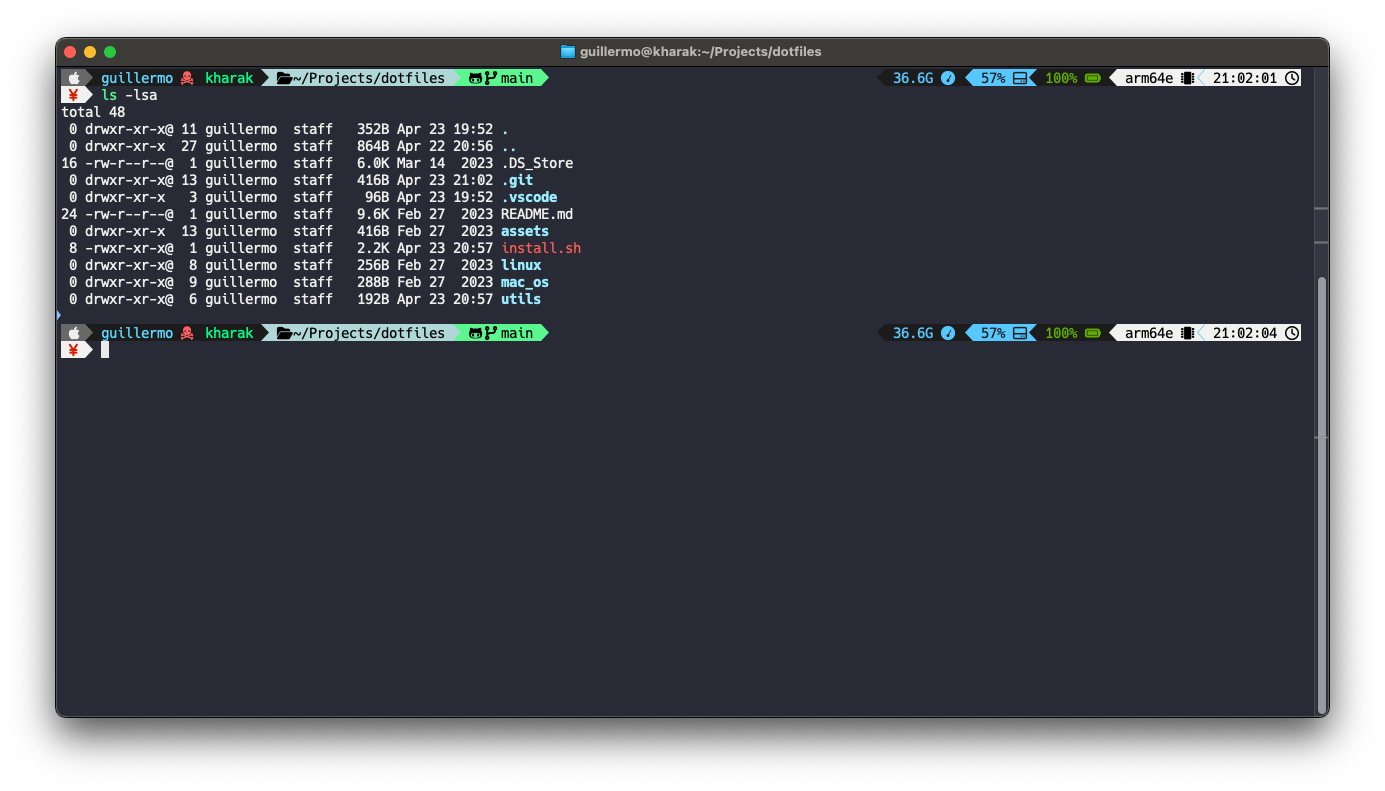 guillermo@kharak:~/Projects/dotfiles
guillermo kharak ~/Projects/dotfiles main 36.6G 57% 100% arm64e 21:02:01
¥ ls -lsa
total 48
0 drwxr-xr-x@ 11 guillermo staff 352B Apr 23 19:52 .
0 drwxr-xr-x 27 guillermo staff 864B Apr 22 20:56 ..
16 -rw-r--r--@ 1 guillermo staff 6.0K Mar 14 2023 .DS_Store
0 drwxr-xr-x@ 13 guillermo staff 416B Apr 23 21:02 .git
0 drwxr-xr-x 3 guillermo staff 96B Apr 23 19:52 .vscode
24 -rw-r--r--@ 1 guillermo staff 9.6K Feb 27 2023 README.md
0 drwxr-xr-x 13 guillermo staff 416B Feb 27 2023 assets
8 -rwxr-xr-x@ 1 guillermo staff 2.2K Apr 23 20:57 install.sh
0 drwxr-xr-x@ 8 guillermo staff 256B Feb 27 2023 linux
0 drwxr-xr-x@ 9 guillermo staff 288B Feb 27 2023 mac_os
0 drwxr-xr-x@ 6 guillermo staff 192B Apr 23 20:57 utils
guillermo kharak ~/Projects/dotfiles main 36.6G 57% 100% arm64e 21:02:04
¥